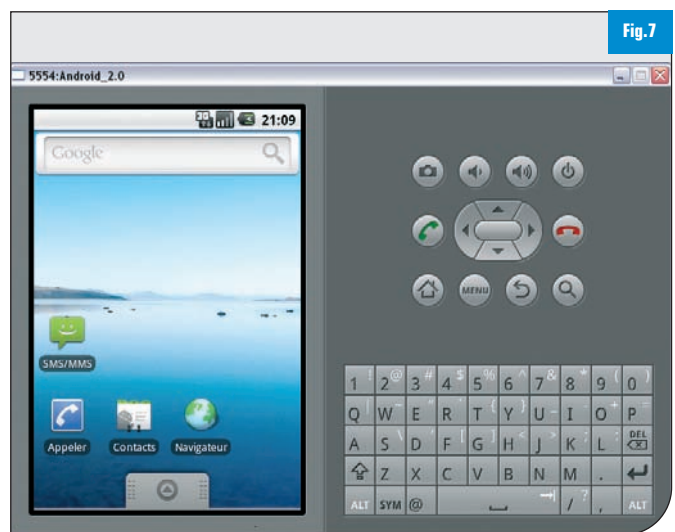 Fig.7
5554:Android_2.0
21:09
Google
SMS/MMS
Appeler Contacts Navigateur
MENU
1 ! 2 @ 3 # 4 $ 5 % 6 ^ 7 & 8 * 9 ( 0 )
Q | W ~ E " R ` T { Y } U - I O + P =
A S \ D ' F [ G ] H < J > K ; L : DEL
Z X C V B N M .
ALT SYM @ / ? , ALT